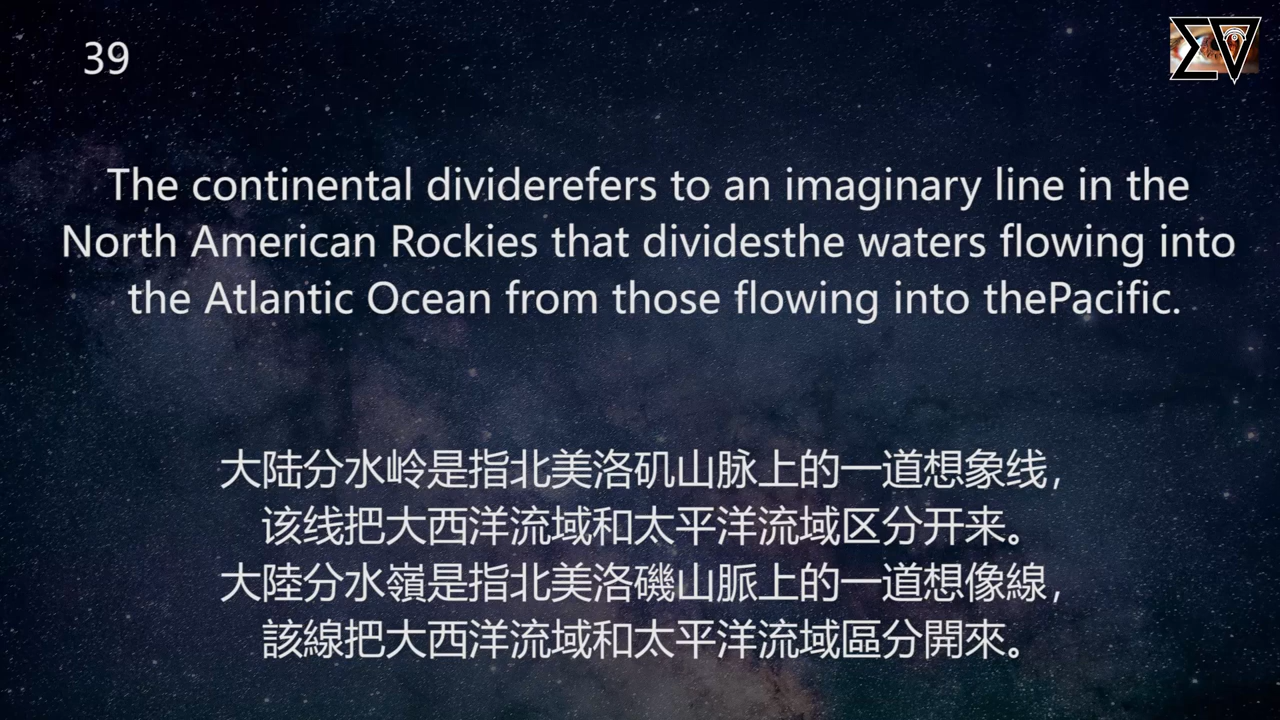 39
The continental dividerefers to an imaginary line in the
North American Rockies that dividesthe waters flowing into
the Atlantic Ocean from those flowing into thePacific.
大陆分水岭是指北美洛矶山脉上的一道想象线，
该线把大西洋流域和太平洋流域区分开来。
大陸分水嶺是指北美洛磯山脈上的一道想像線，
該線把大西洋流域和太平洋流域區分開來。